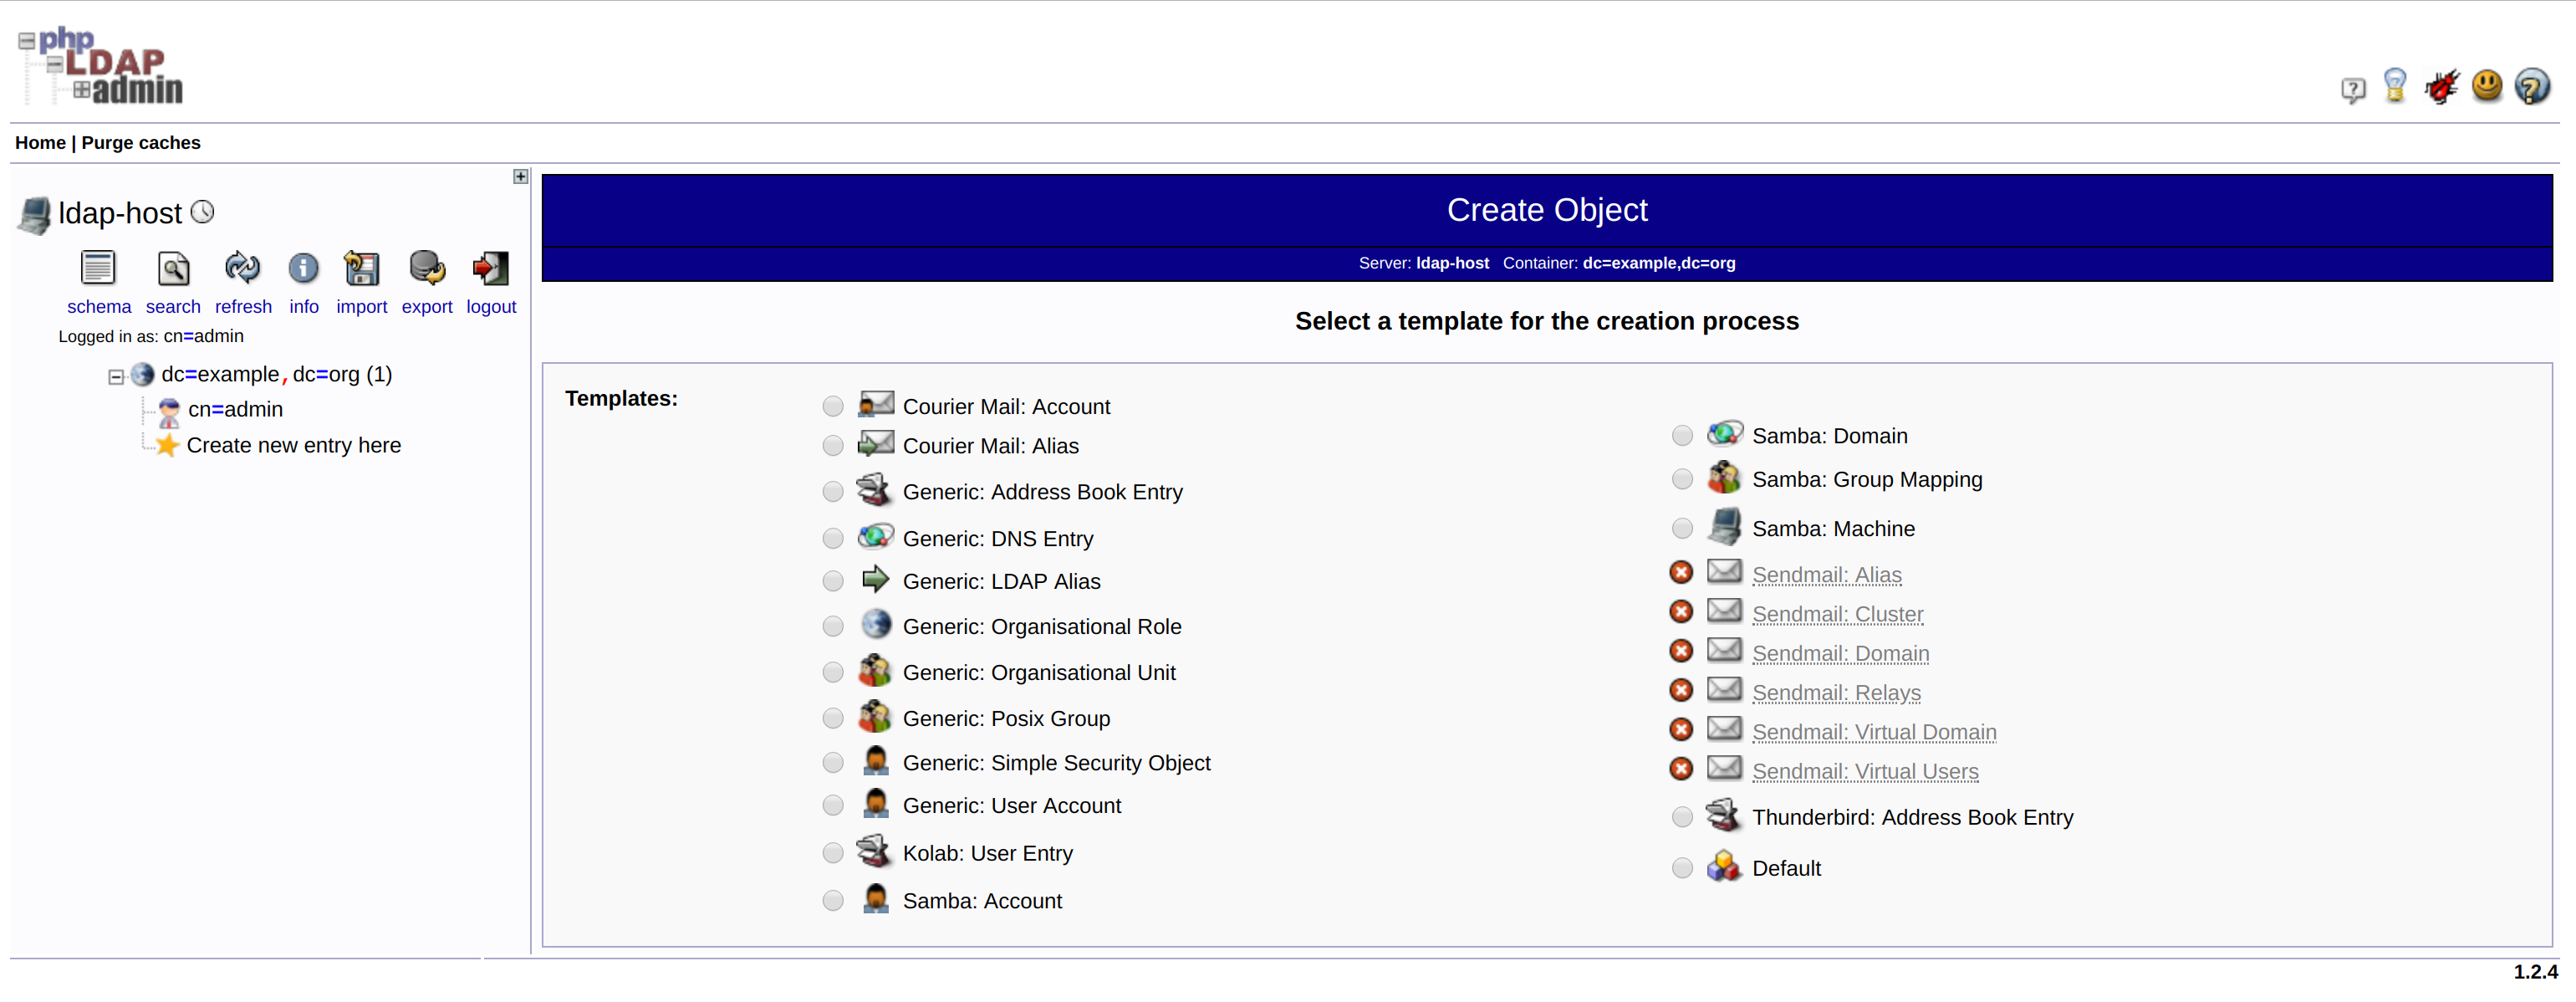 php
LDAP
admin
Home | Purge caches
ldap-host
schema search refresh info import export logout
Logged in as: cn=admin
dc=example,dc=org (1)
cn=admin
Create new entry here
Create Object
Server: ldap-host Container: dc=example,dc=org
Select a template for the creation process
Templates:
Courier Mail: Account
Courier Mail: Alias
Generic: Address Book Entry
Generic: DNS Entry
Generic: LDAP Alias
Generic: Organisational Role
Generic: Organisational Unit
Generic: Posix Group
Generic: Simple Security Object
Generic: User Account
Kolab: User Entry
Samba: Account
Samba: Domain
Samba: Group Mapping
Samba: Machine
Sendmail: Alias
Sendmail: Cluster
Sendmail: Domain
Sendmail: Relays
Sendmail: Virtual Domain
Sendmail: Virtual Users
Thunderbird: Address Book Entry
Default
1.2.4